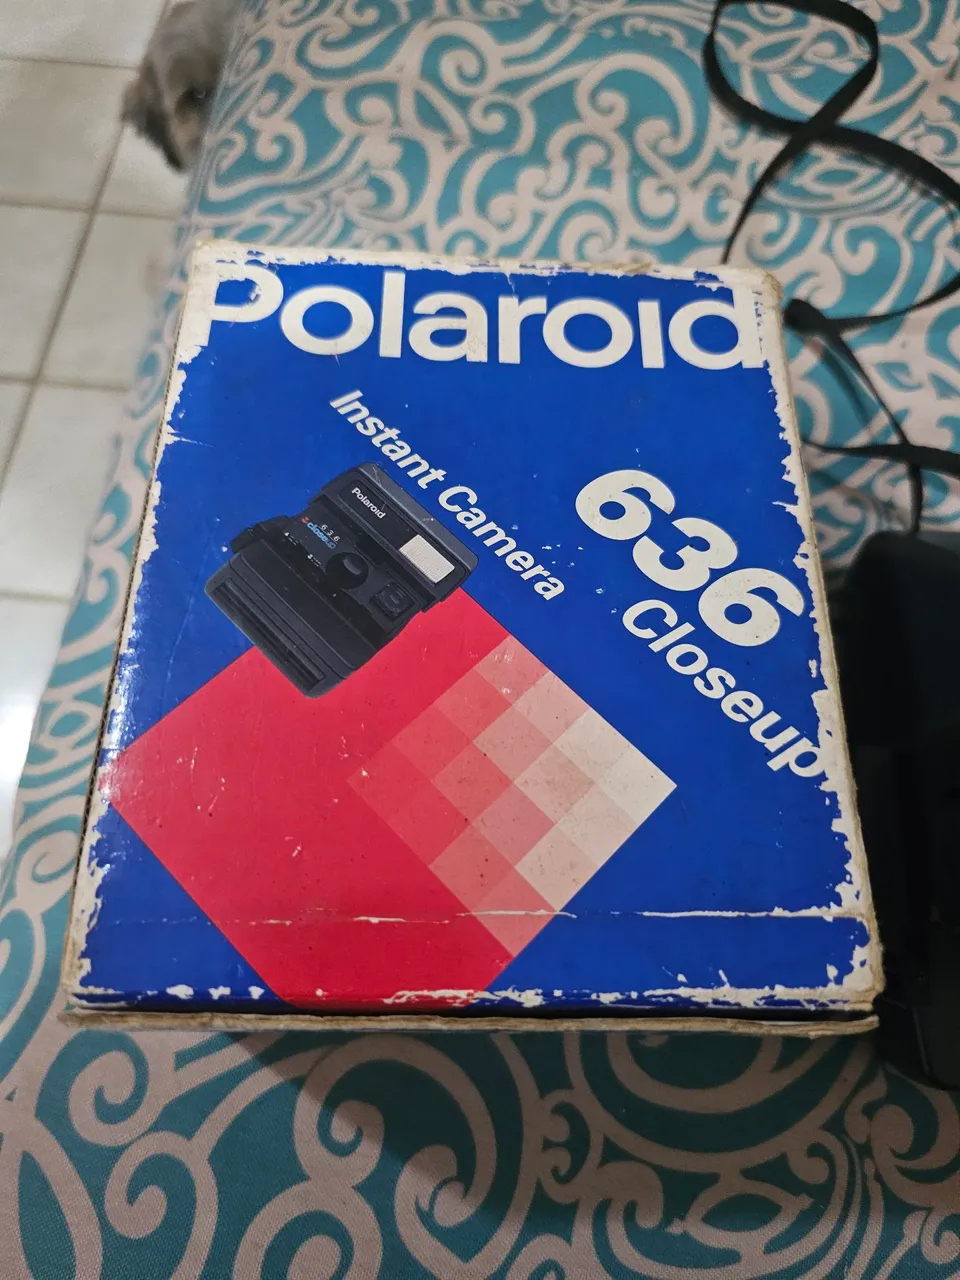 Polaroid
Instant Camera
636
Closeup
Polaroid
636
closeup